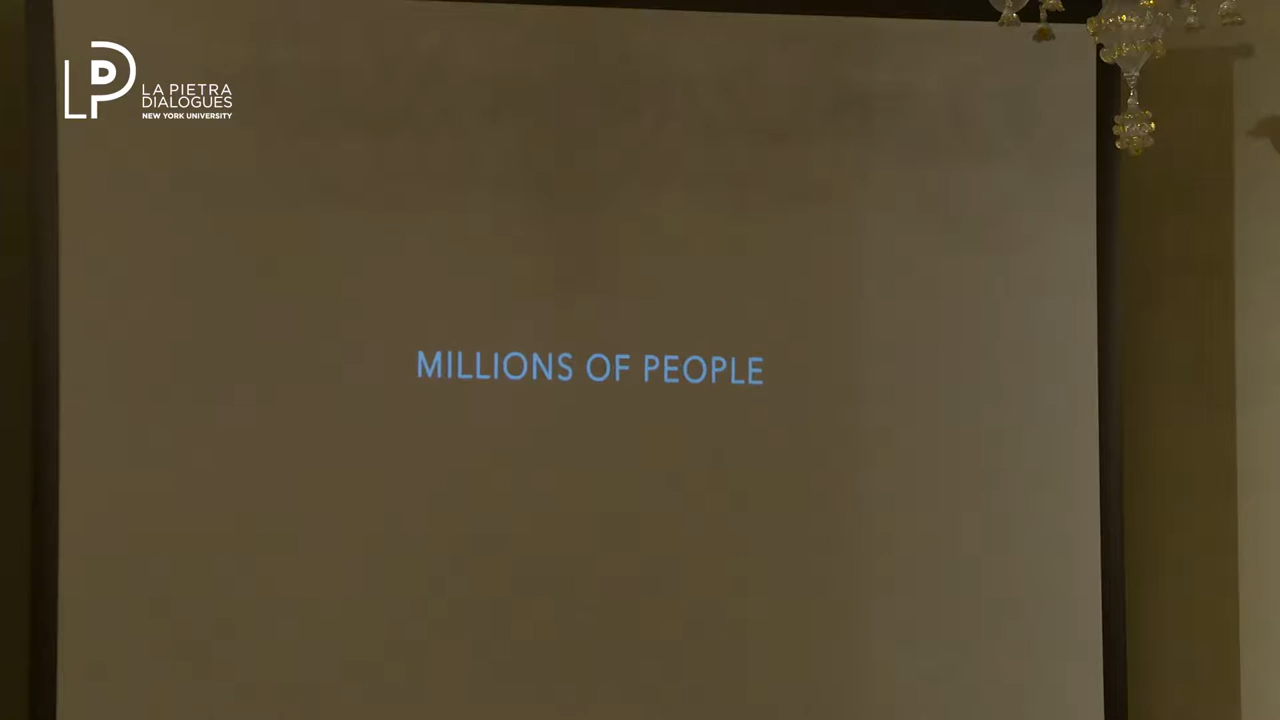 LP
LA PIETRA
DIALOGUES
NEW YORK UNIVERSITY
MILLIONS OF PEOPLE